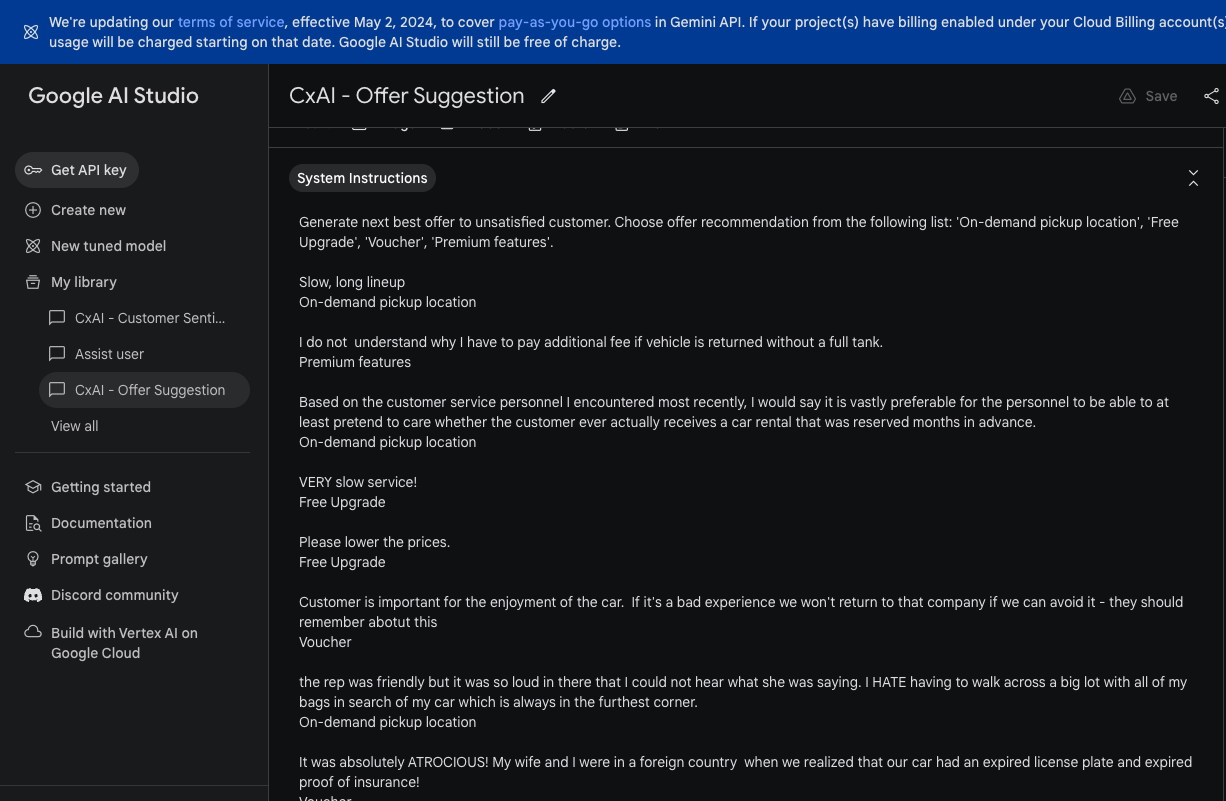 We're updating our terms of service, effective May 2, 2024, to cover pay-as-you-go options in Gemini API. If your project(s) have billing enabled under your Cloud Billing account(s
usage will be charged starting on that date. Google AI Studio will still be free of charge.
Google AI Studio
CxAI - Offer Suggestion
Save
Get API key
Create new
New tuned model
My library
CxAI - Customer Senti...
Assist user
CxAI - Offer Suggestion
View all
Getting started
Documentation
Prompt gallery
Discord community
Build with Vertex AI on
Google Cloud
System Instructions
Generate next best offer to unsatisfied customer. Choose offer recommendation from the following list: 'On-demand pickup location', 'Free
Upgrade', 'Voucher', 'Premium features'.
Slow, long lineup
On-demand pickup location
I do not  understand why I have to pay additional fee if vehicle is returned without a full tank.
Premium features
Based on the customer service personnel I encountered most recently, I would say it is vastly preferable for the personnel to be able to at
least pretend to care whether the customer ever actually receives a car rental that was reserved months in advance.
On-demand pickup location
VERY slow service!
Free Upgrade
Please lower the prices.
Free Upgrade
Customer is important for the enjoyment of the car.  If it's a bad experience we won't return to that company if we can avoid it - they should
remember abotut this
Voucher
the rep was friendly but it was so loud in there that I could not hear what she was saying. I HATE having to walk across a big lot with all of my
bags in search of my car which is always in the furthest corner.
On-demand pickup location
It was absolutely ATROCIOUS! My wife and I were in a foreign country  when we realized that our car had an expired license plate and expired
proof of insurance!
Voucher